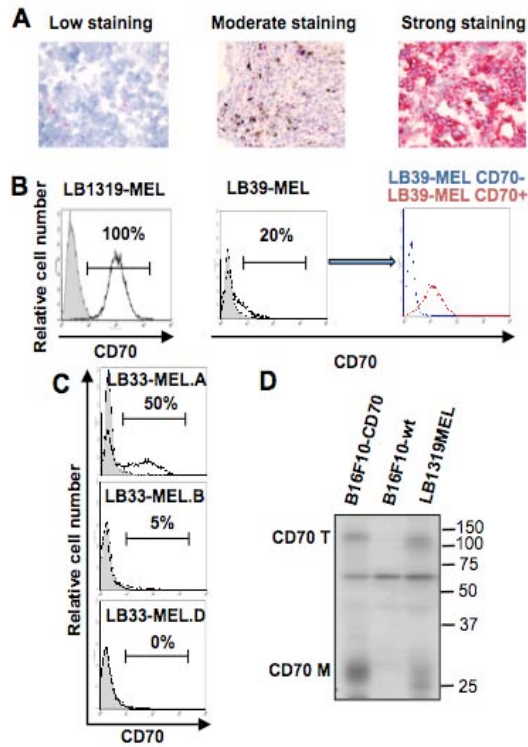 A
Low staining
Moderate staining
Strong staining
B
LB1319-MEL
100%
Relative cell number
CD70
LB39-MEL
20%
LB39-MEL CD70-
LB39-MEL CD70+
CD70
C
LB33-MEL.A
50%
LB33-MEL.B
5%
LB33-MEL.D
0%
Relative cell number
CD70
D
B16F10-CD70
B16F10-wt
LB1319MEL
CD70 T
CD70 M
150
100
75
50
37
25